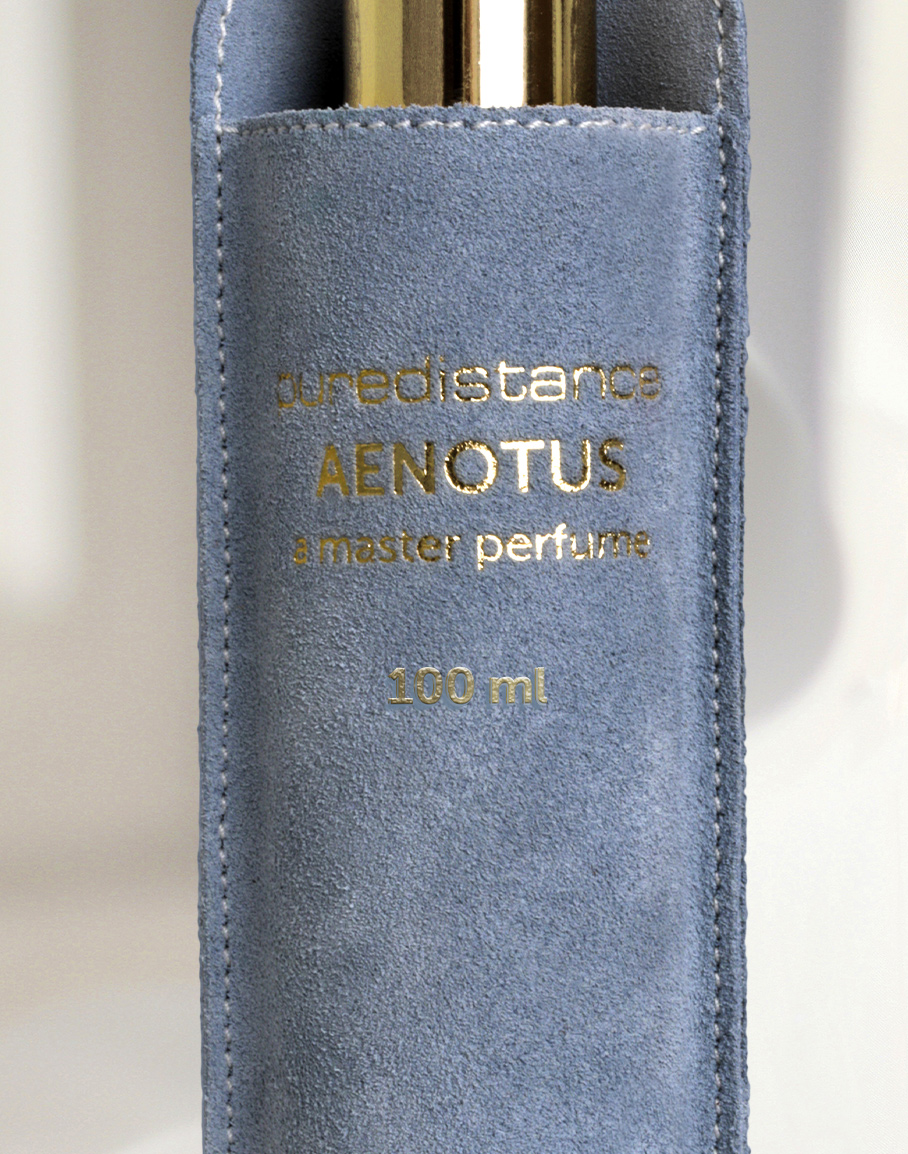 puredistance
AENOTUS
a master perfume
100 ml